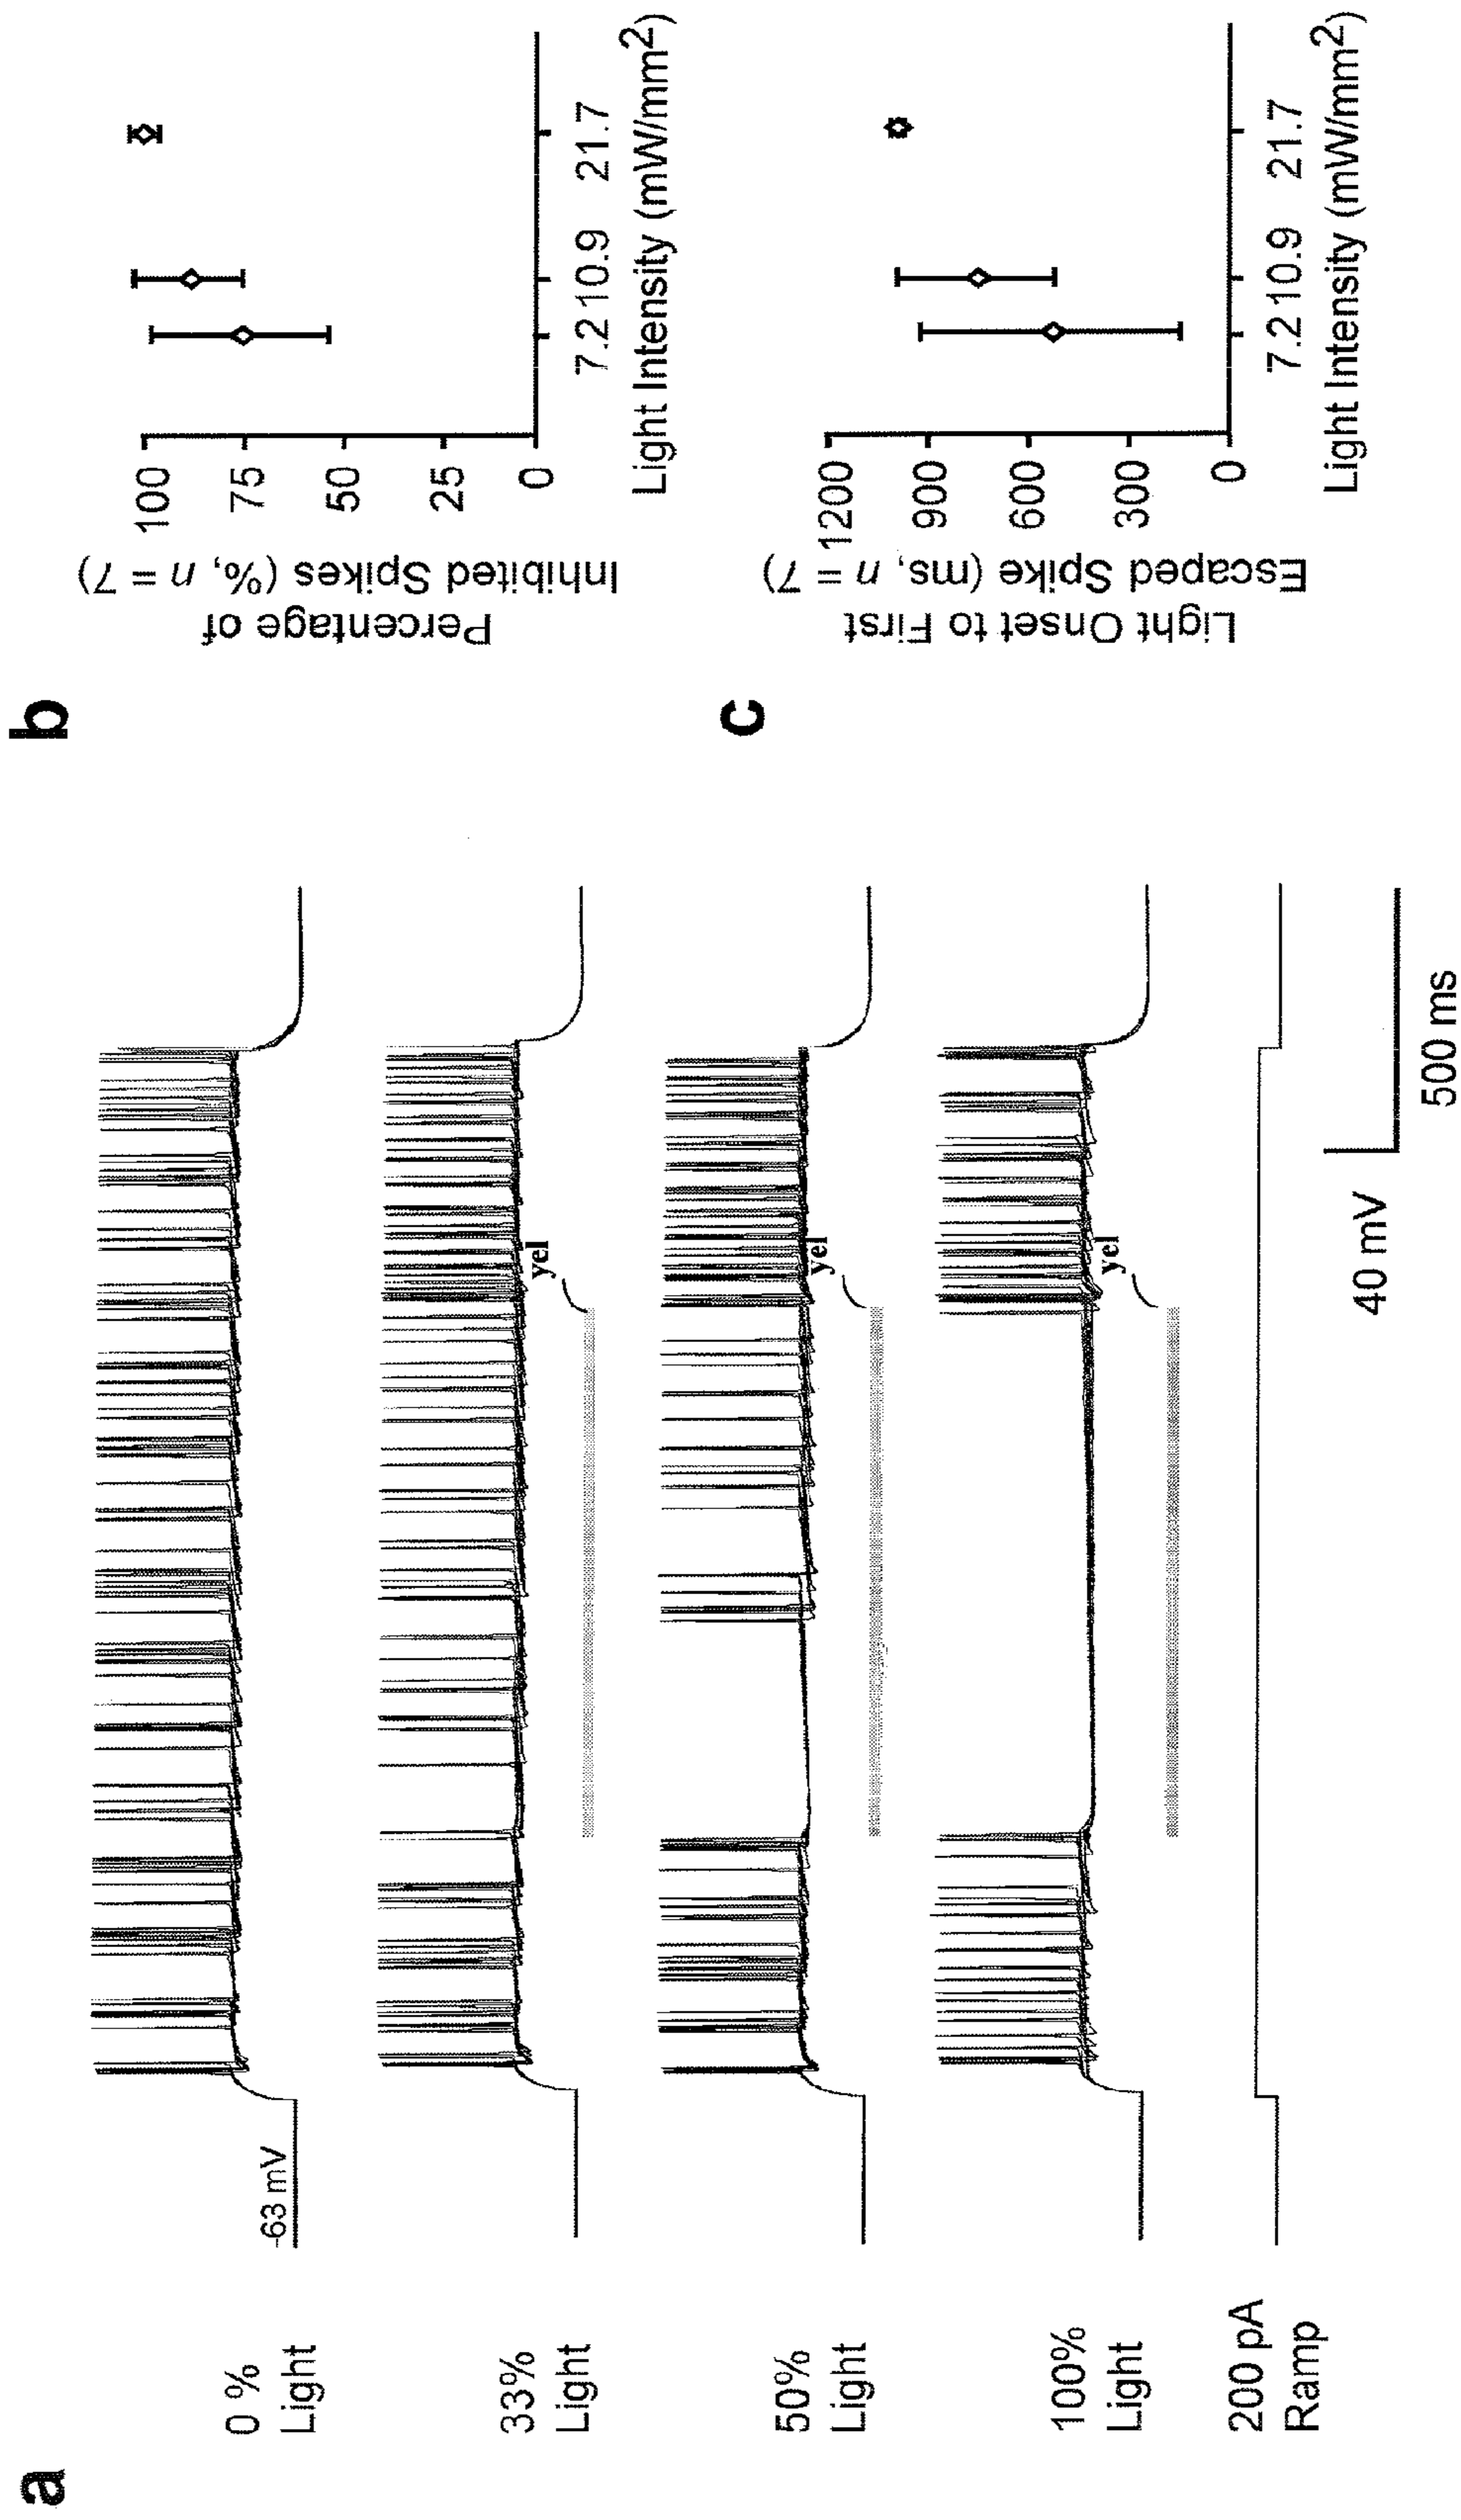 a
0 %
Light
-63 mV
33%
Light
yel
50%
Light
yel
100%
Light
yel
200 pA
Ramp
40 mV
500 ms
b
Percentage of
Inhibited Spikes (%, n = 7)
100
75
50
25
0
7.2 10.9 21.7
Light Intensity (mW/mm²)
c
Light Onset to First
Escaped Spike (ms, n = 7)
1200
900
600
300
0
7.2 10.9 21.7
Light Intensity (mW/mm²)